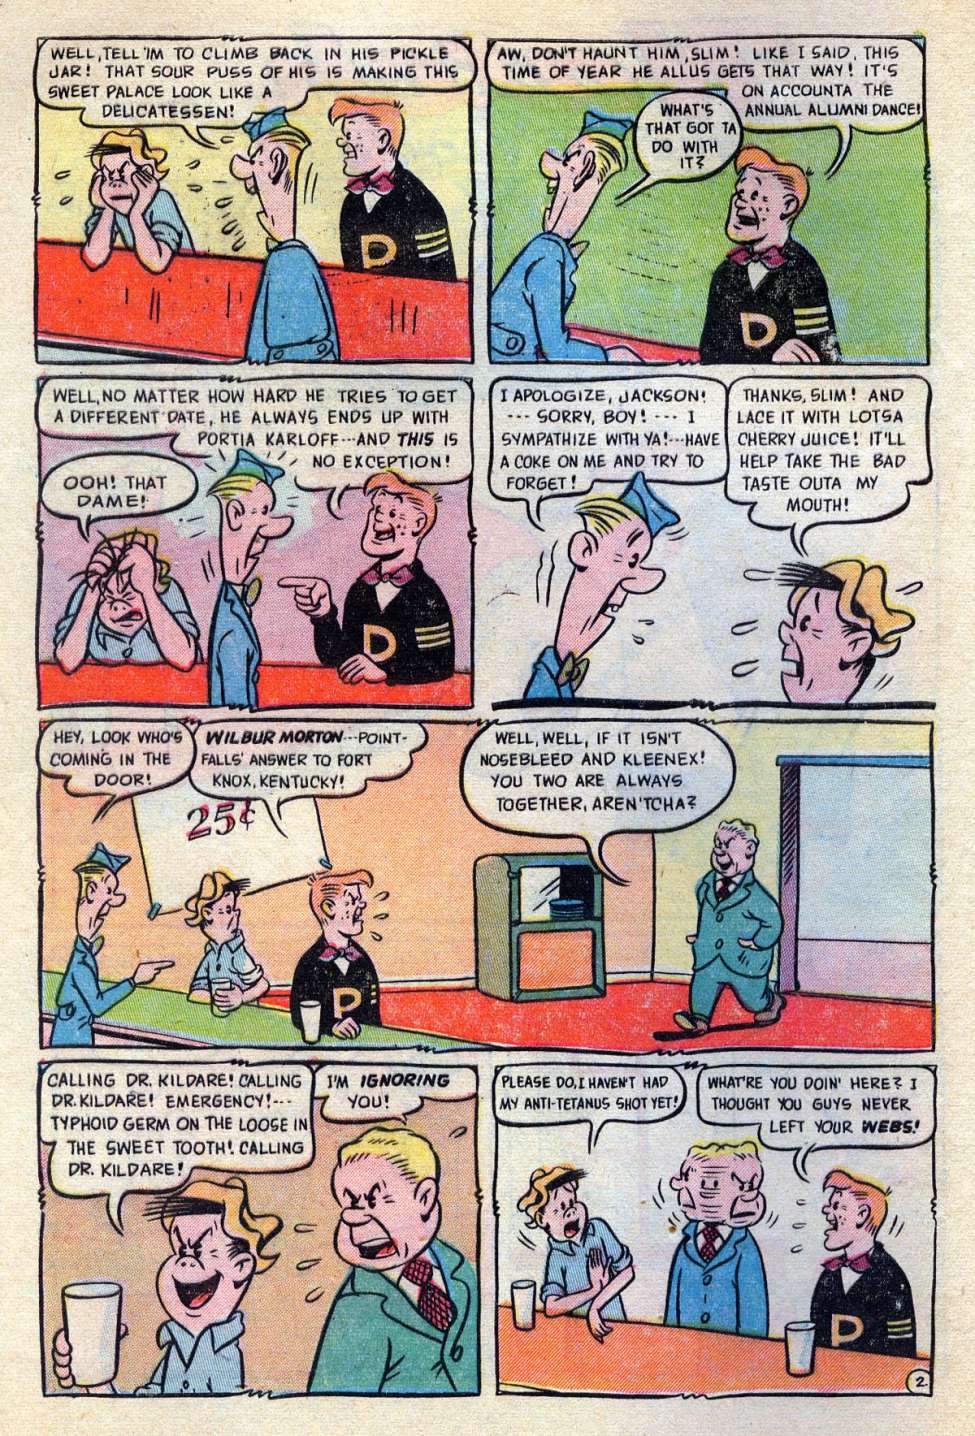 WELL, TELL 'IM TO CLIMB BACK IN HIS PICKLE
JAR! THAT SOUR PUSS OF HIS IS MAKING THIS
SWEET PALACE LOOK LIKE A
DELICATESSEN!
D
AW, DON'T HAUNT HIM, SLIM! LIKE I SAID, THIS
TIME OF YEAR HE ALLUS GETS THAT WAY! IT'S
ON ACCOUNTA THE
ANNUAL ALUMNI DANCE!
WHAT'S
THAT GOT TA
DO WITH
IT?
D
WELL, NO MATTER HOW HARD HE TRIES TO GET
A DIFFERENT DATE, HE ALWAYS ENDS UP WITH
PORTIA KARLOFF---AND THIS IS
NO EXCEPTION!
OOH! THAT
DAME!
D
I APOLOGIZE, JACKSON!
--- SORRY, BOY! --- I
SYMPATHIZE WITH YA!---HAVE
A COKE ON ME AND TRY TO
FORGET!
THANKS, SLIM! AND
LACE IT WITH LOTSA
CHERRY JUICE! IT'LL
HELP TAKE THE BAD
TASTE OUTA MY
MOUTH!
HEY, LOOK WHO'S
COMING IN THE
DOOR!
WILBUR MORTON---POINT-
FALLS' ANSWER TO FORT
KNOX, KENTUCKY!
25¢
WELL, WELL, IF IT ISN'T
NOSEBLEED AND KLEENEX!
YOU TWO ARE ALWAYS
TOGETHER, AREN'TCHA?
D
CALLING DR. KILDARE! CALLING
DR. KILDARE! EMERGENCY!---
TYPHOID GERM ON THE LOOSE IN
THE SWEET TOOTH! CALLING
DR. KILDARE!
I'M IGNORING
YOU!
PLEASE DO, I HAVEN'T HAD
MY ANTI-TETANUS SHOT YET!
WHAT'RE YOU DOIN' HERE? I
THOUGHT YOU GUYS NEVER
LEFT YOUR WEBS!
D
2